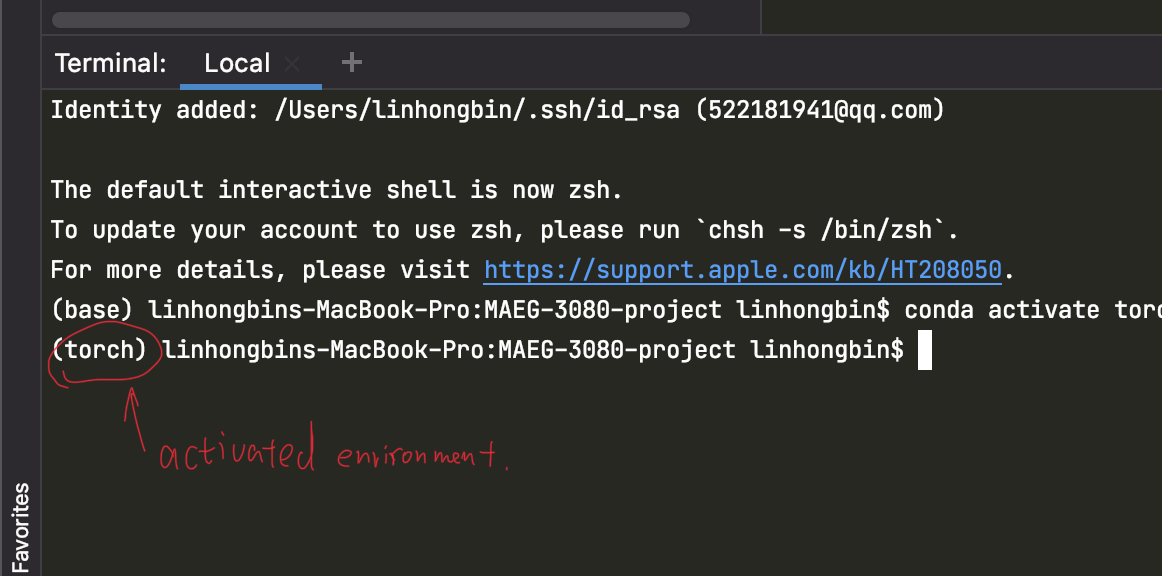 Terminal: Local × +
Identity added: /Users/linhongbin/.ssh/id_rsa (522181941@qq.com)
The default interactive shell is now zsh.
To update your account to use zsh, please run `chsh -s /bin/zsh`.
For more details, please visit https://support.apple.com/kb/HT208050.
(base) linhongbins-MacBook-Pro:MAEG-3080-project linhongbin$ conda activate torc
(torch) linhongbins-MacBook-Pro:MAEG-3080-project linhongbin$
activated environment.
Favorites